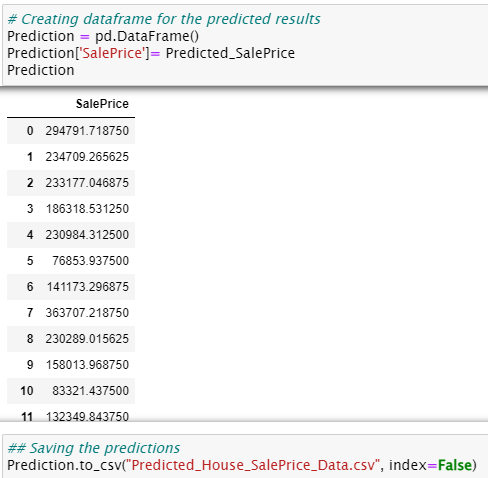 # Creating dataframe for the predicted results
Prediction = pd.DataFrame()
Prediction['SalePrice']= Predicted_SalePrice
Prediction
SalePrice
0 294791.718750
1 234709.265625
2 233177.046875
3 186318.531250
4 230984.312500
5 76853.937500
6 141173.296875
7 363707.218750
8 230289.015625
9 158013.968750
10 83321.437500
11 132349.843750
## Saving the predictions
Prediction.to_csv("Predicted_House_SalePrice_Data.csv", index=False)